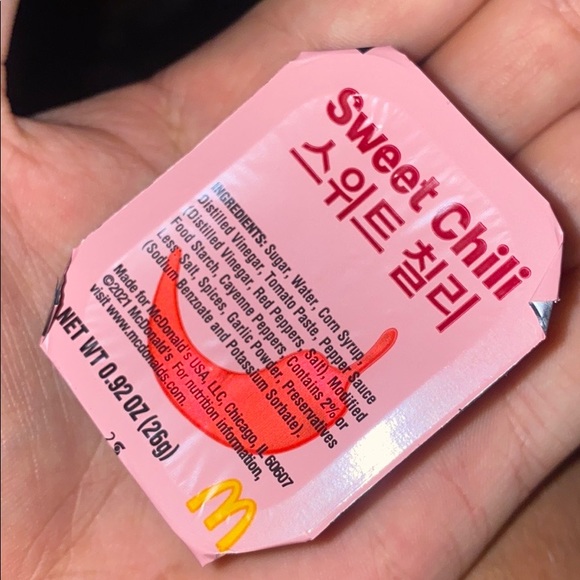 Sweet Chili
스위트 칠리
INGREDIENTS: Sugar, Water, Corn Syrup,
Distilled Vinegar, Tomato Paste, Pepper Sauce
(Distilled Vinegar, Red Peppers, Salt), Modified
Food Starch, Cayenne Peppers. Contains 2% or
Less: Salt, Spices, Garlic Powder, Preservatives
(Sodium Benzoate and Potassium Sorbate).
Made for McDonald's USA, LLC, Chicago, IL 60607
©2021 McDonald's For nutrition information,
visit www.mcdonalds.com
NET WT 0.92 OZ (26g)